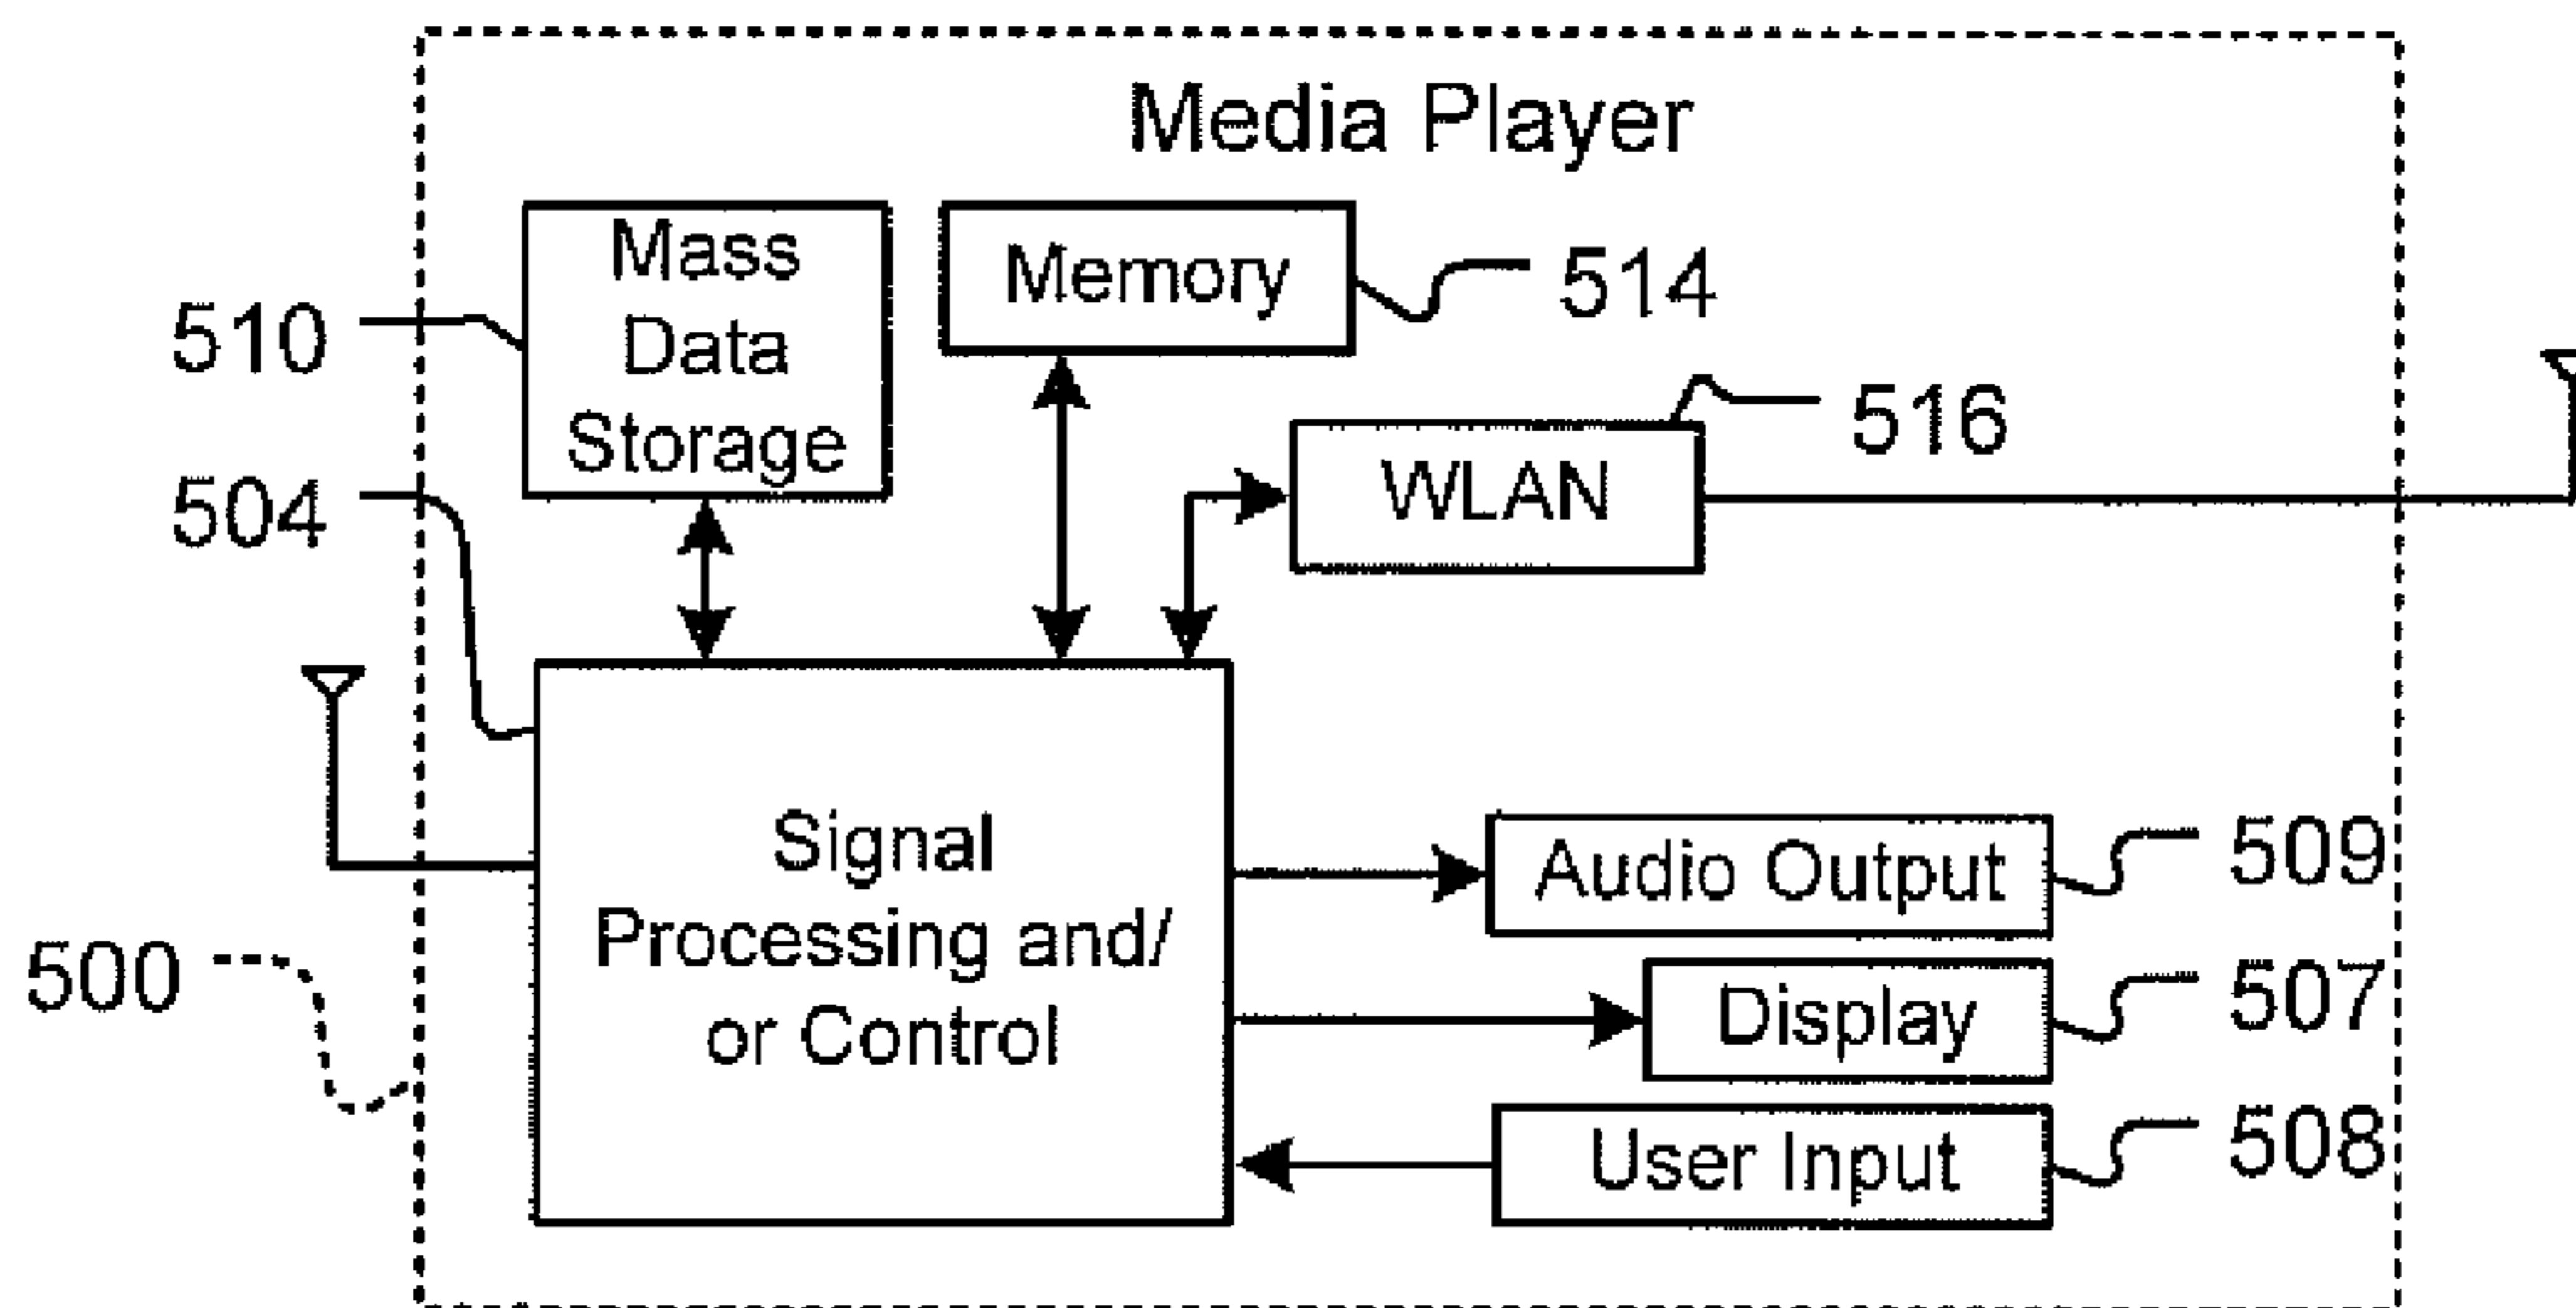 Media Player
Mass
Data
Storage
Memory
514
510
516
WLAN
504
Signal
Processing and/
or Control
Audio Output
509
500
Display
507
User Input
508